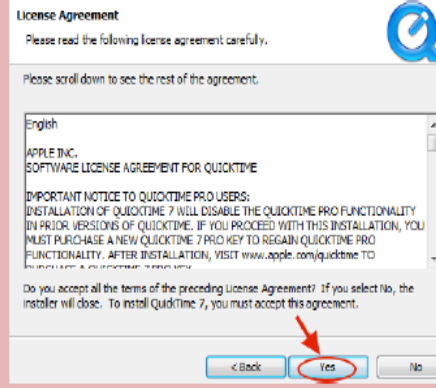 License Agreement
Please read the following license agreement carefully.
Please scroll down to see the rest of the agreement.
English
APPLE INC.
SOFTWARE LICENSE AGREEMENT FOR QUICKTIME
IMPORTANT NOTICE TO QUICKTIME PRO USERS:
INSTALLATION OF QUICKTIME 7 WILL DISABLE THE QUICKTIME PRO FUNCTIONALITY
IN PRIOR VERSIONS OF QUICKTIME. IF YOU PROCEED WITH THIS INSTALLATION, YOU
MUST PURCHASE A NEW QUICKTIME 7 PRO KEY TO REGAIN QUICKTIME PRO
FUNCTIONALITY. AFTER INSTALLATION, VISIT www.apple.com/quicktime TO
PURCHASE A QUICKTIME 7 PRO KEY.
Do you accept all the terms of the preceding License Agreement? If you select No, the
installer will close. To install QuickTime 7, you must accept this agreement.
< Back
Yes
No